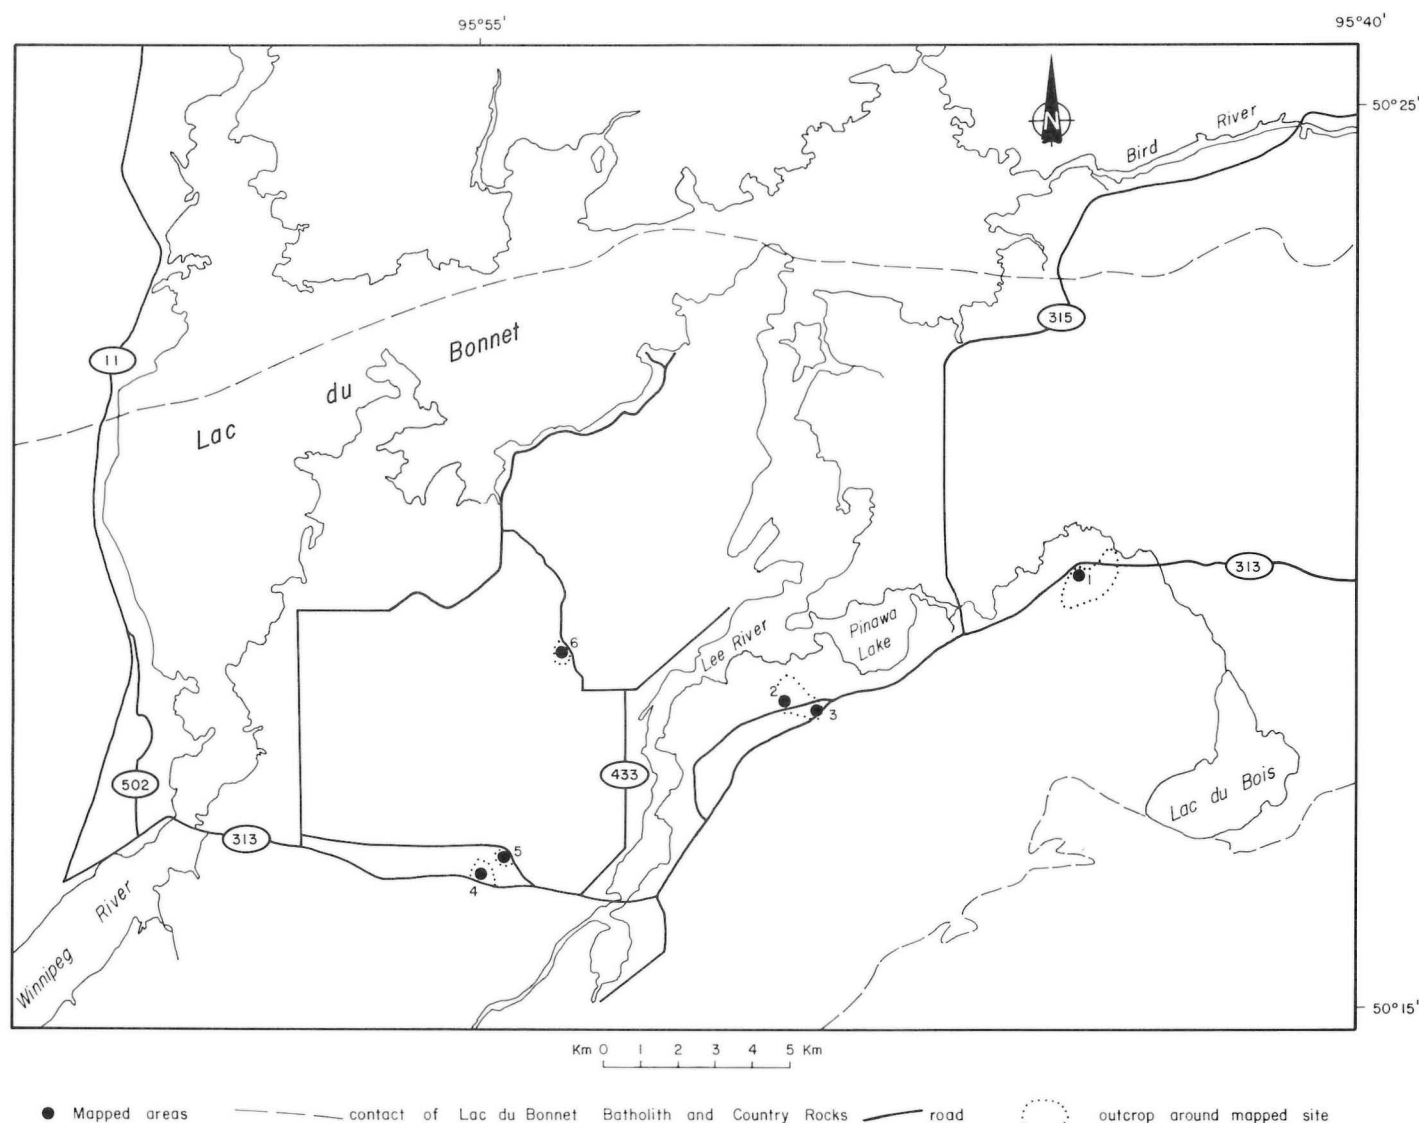 95°55'
95°40'
50°25'
N
Bird River
315
11
Lac du Bonnet
313
1
6
Lee River
Pinawa
Lake
2
3
433
502
Lac du Bois
313
5
4
Winnipeg River
50°15'
Km 0 1 2 3 4 5 Km
Mapped areas contact of Lac du Bonnet Batholith and Country Rocks road outcrop around mapped site